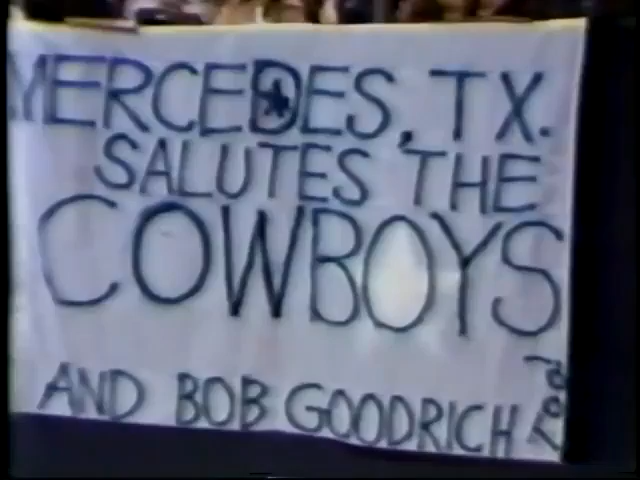 MERCEDES, TX.
SALUTES THE
COWBOYS
AND BOB GOODRICH